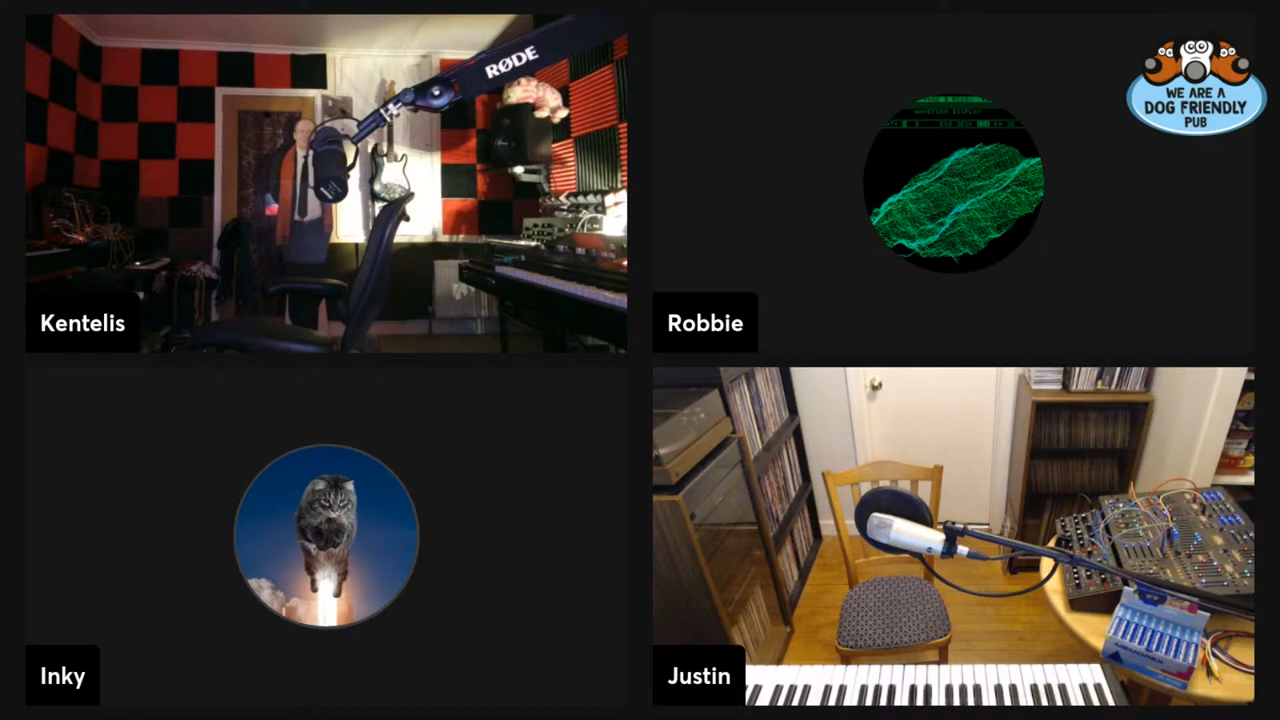 RØDE
WE ARE A
DOG FRIENDLY
PUB
Kentelis
Robbie
Inky
Justin